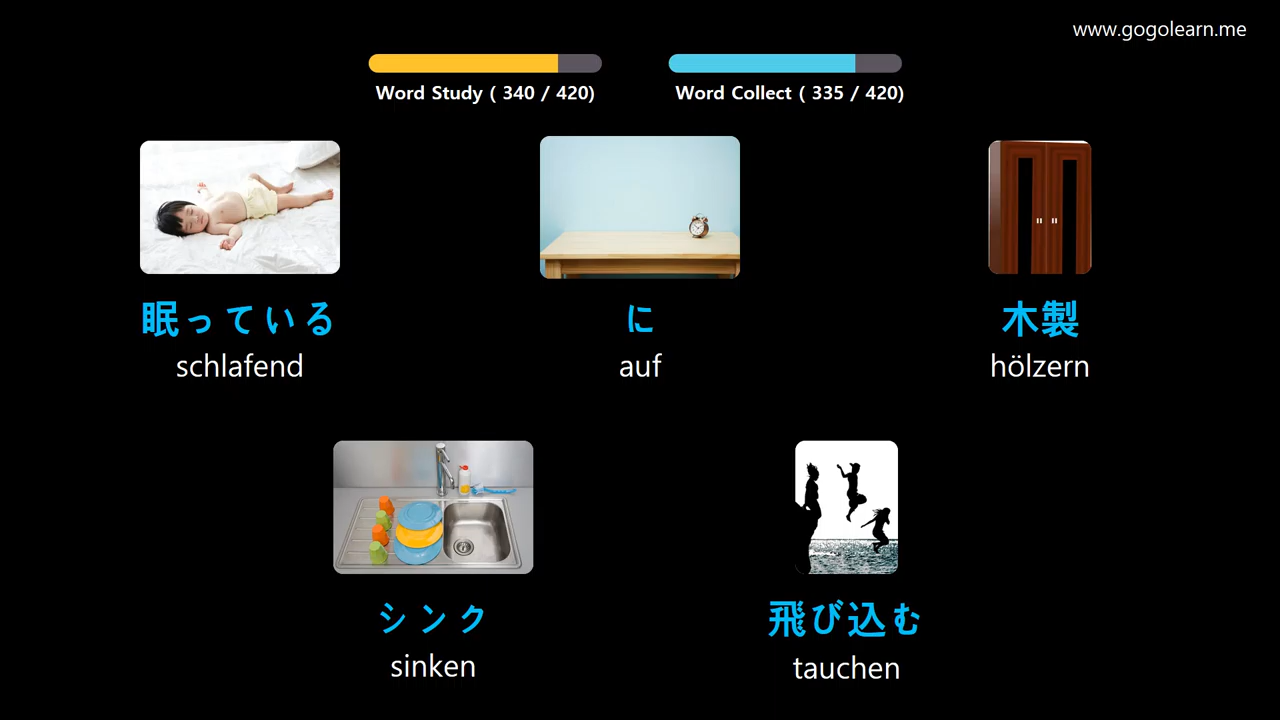 www.gogolearn.me
Word Study ( 340 / 420)
Word Collect ( 335 / 420)
眠っている
schlafend
に
auf
木製
hölzern
シンク
sinken
飛び込む
tauchen